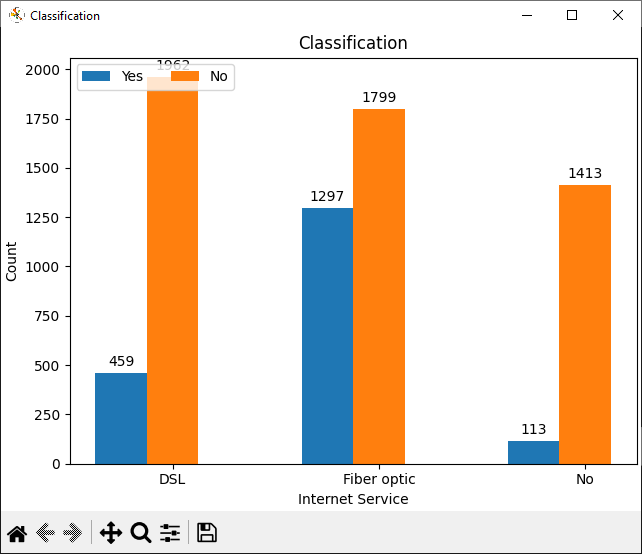 Classification
Classification
Yes No
1962
1799
1297
1413
459
113
2000
1750
1500
1250
1000
750
500
250
0
Count
DSL Fiber optic No
Internet Service